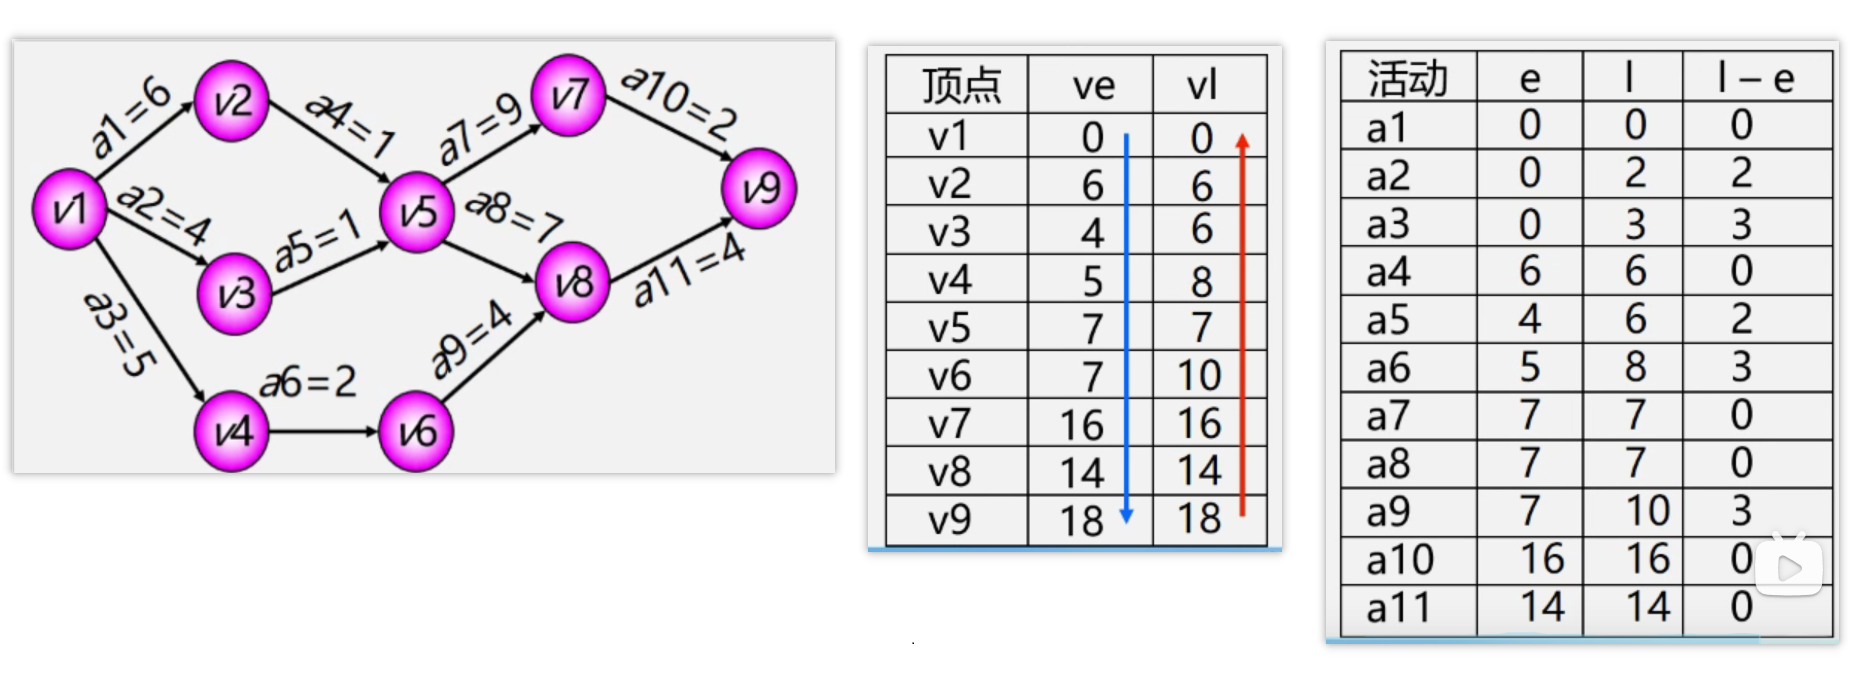 v1
v2
v3
v4
v5
v6
v7
v8
v9
a1=6
a2=4
a3=5
a4=1
a5=1
a6=2
a7=9
a8=7
a9=4
a10=2
a11=4
顶点 ve vl
v1 0 0
v2 6 6
v3 4 6
v4 5 8
v5 7 7
v6 7 10
v7 16 16
v8 14 14
v9 18 18
活动 e l l – e
a1 0 0 0
a2 0 2 2
a3 0 3 3
a4 6 6 0
a5 4 6 2
a6 5 8 3
a7 7 7 0
a8 7 7 0
a9 7 10 3
a10 16 16 0
a11 14 14 0